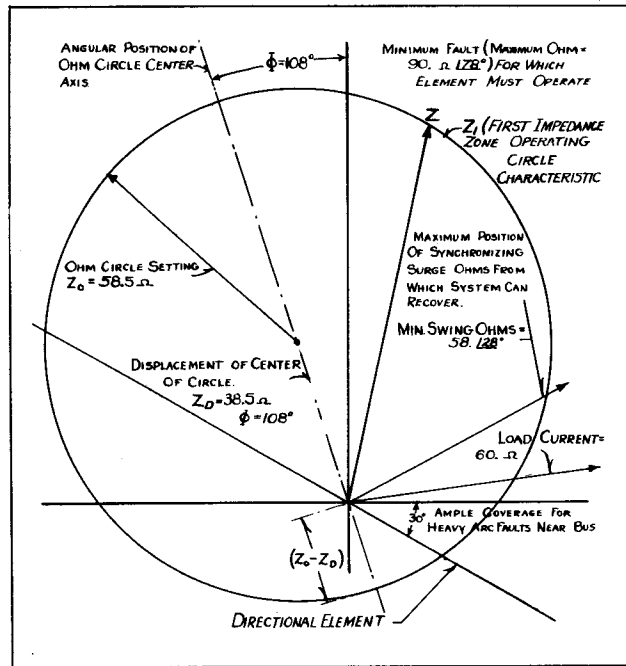 ANGULAR POSITION OF
OHM CIRCLE CENTER
AXIS
Φ=108°
MINIMUM FAULT (MAXIMUM OHM=
90. Ω /78°) FOR WHICH
ELEMENT MUST OPERATE
Z
Z₁ (FIRST IMPEDANCE
ZONE OPERATING
CIRCLE
CHARACTERISTIC
OHM CIRCLE SETTING
Z₀ = 58.5 Ω
MAXIMUM POSITION
OF SYNCHRONIZING
SURGE OHMS FROM
WHICH SYSTEM CAN
RECOVER.
MIN. SWING OHMS =
58. /28°
DISPLACEMENT OF CENTER
OF CIRCLE.
Z_D=38.5 Ω
Φ=108°
LOAD CURRENT=
60. Ω
30° AMPLE COVERAGE FOR
HEAVY ARC FAULTS NEAR BUS
(Z₀-Z_D)
DIRECTIONAL ELEMENT